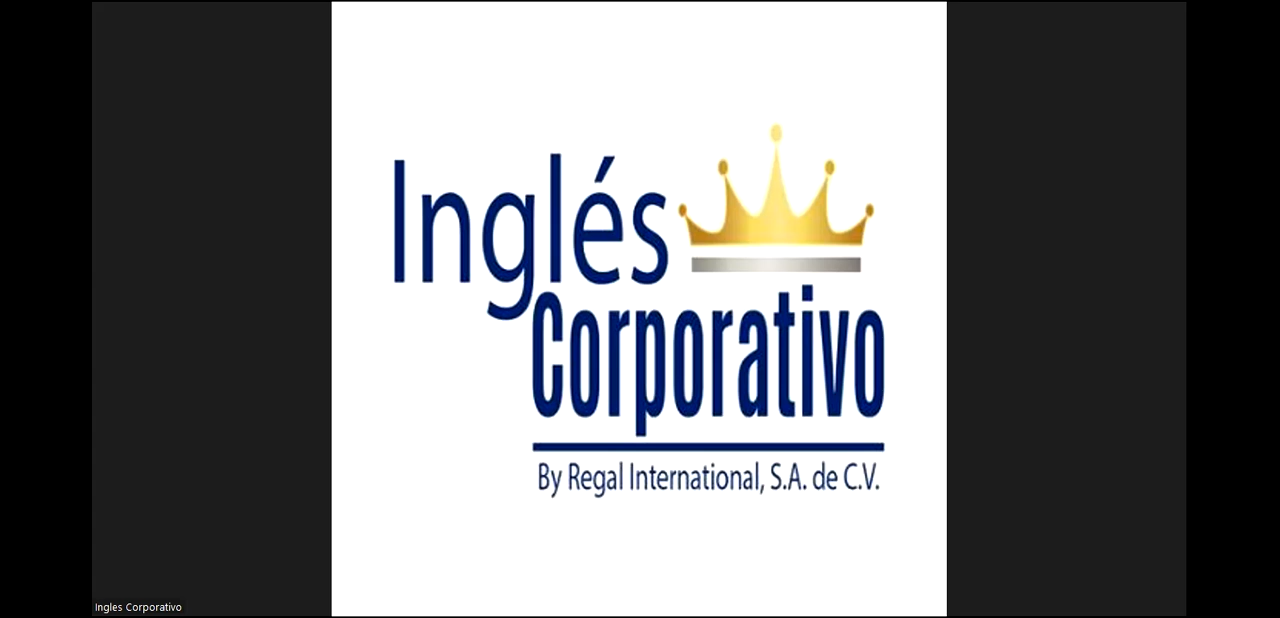 Inglés
Corporativo
By Regal International, S.A. de C.V.
Ingles Corporativo